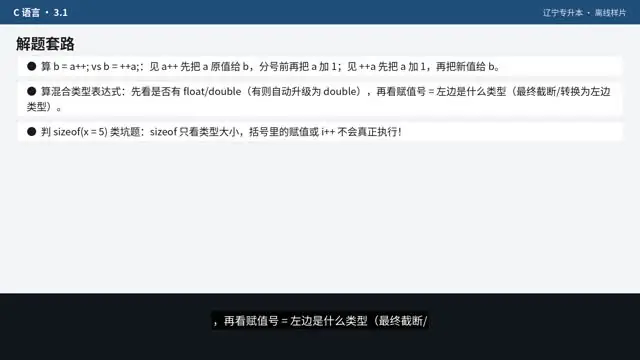 C 语言 • 3.1
辽宁专升本 • 离线样片
解题套路
● 算 b = a++; vs b = ++a;：见 a++ 先把 a 原值给 b，分号前再把 a 加 1；见 ++a 先把 a 加 1，再把新值给 b。
● 算混合类型表达式：先看是否有 float/double（有则自动升级为 double），再看赋值号 = 左边是什么类型（最终截断/转换为左边
类型）。
● 判 sizeof(x = 5) 类坑题：sizeof 只看类型大小，括号里的赋值或 i++ 不会真正执行！
，再看赋值号 = 左边是什么类型（最终截断/